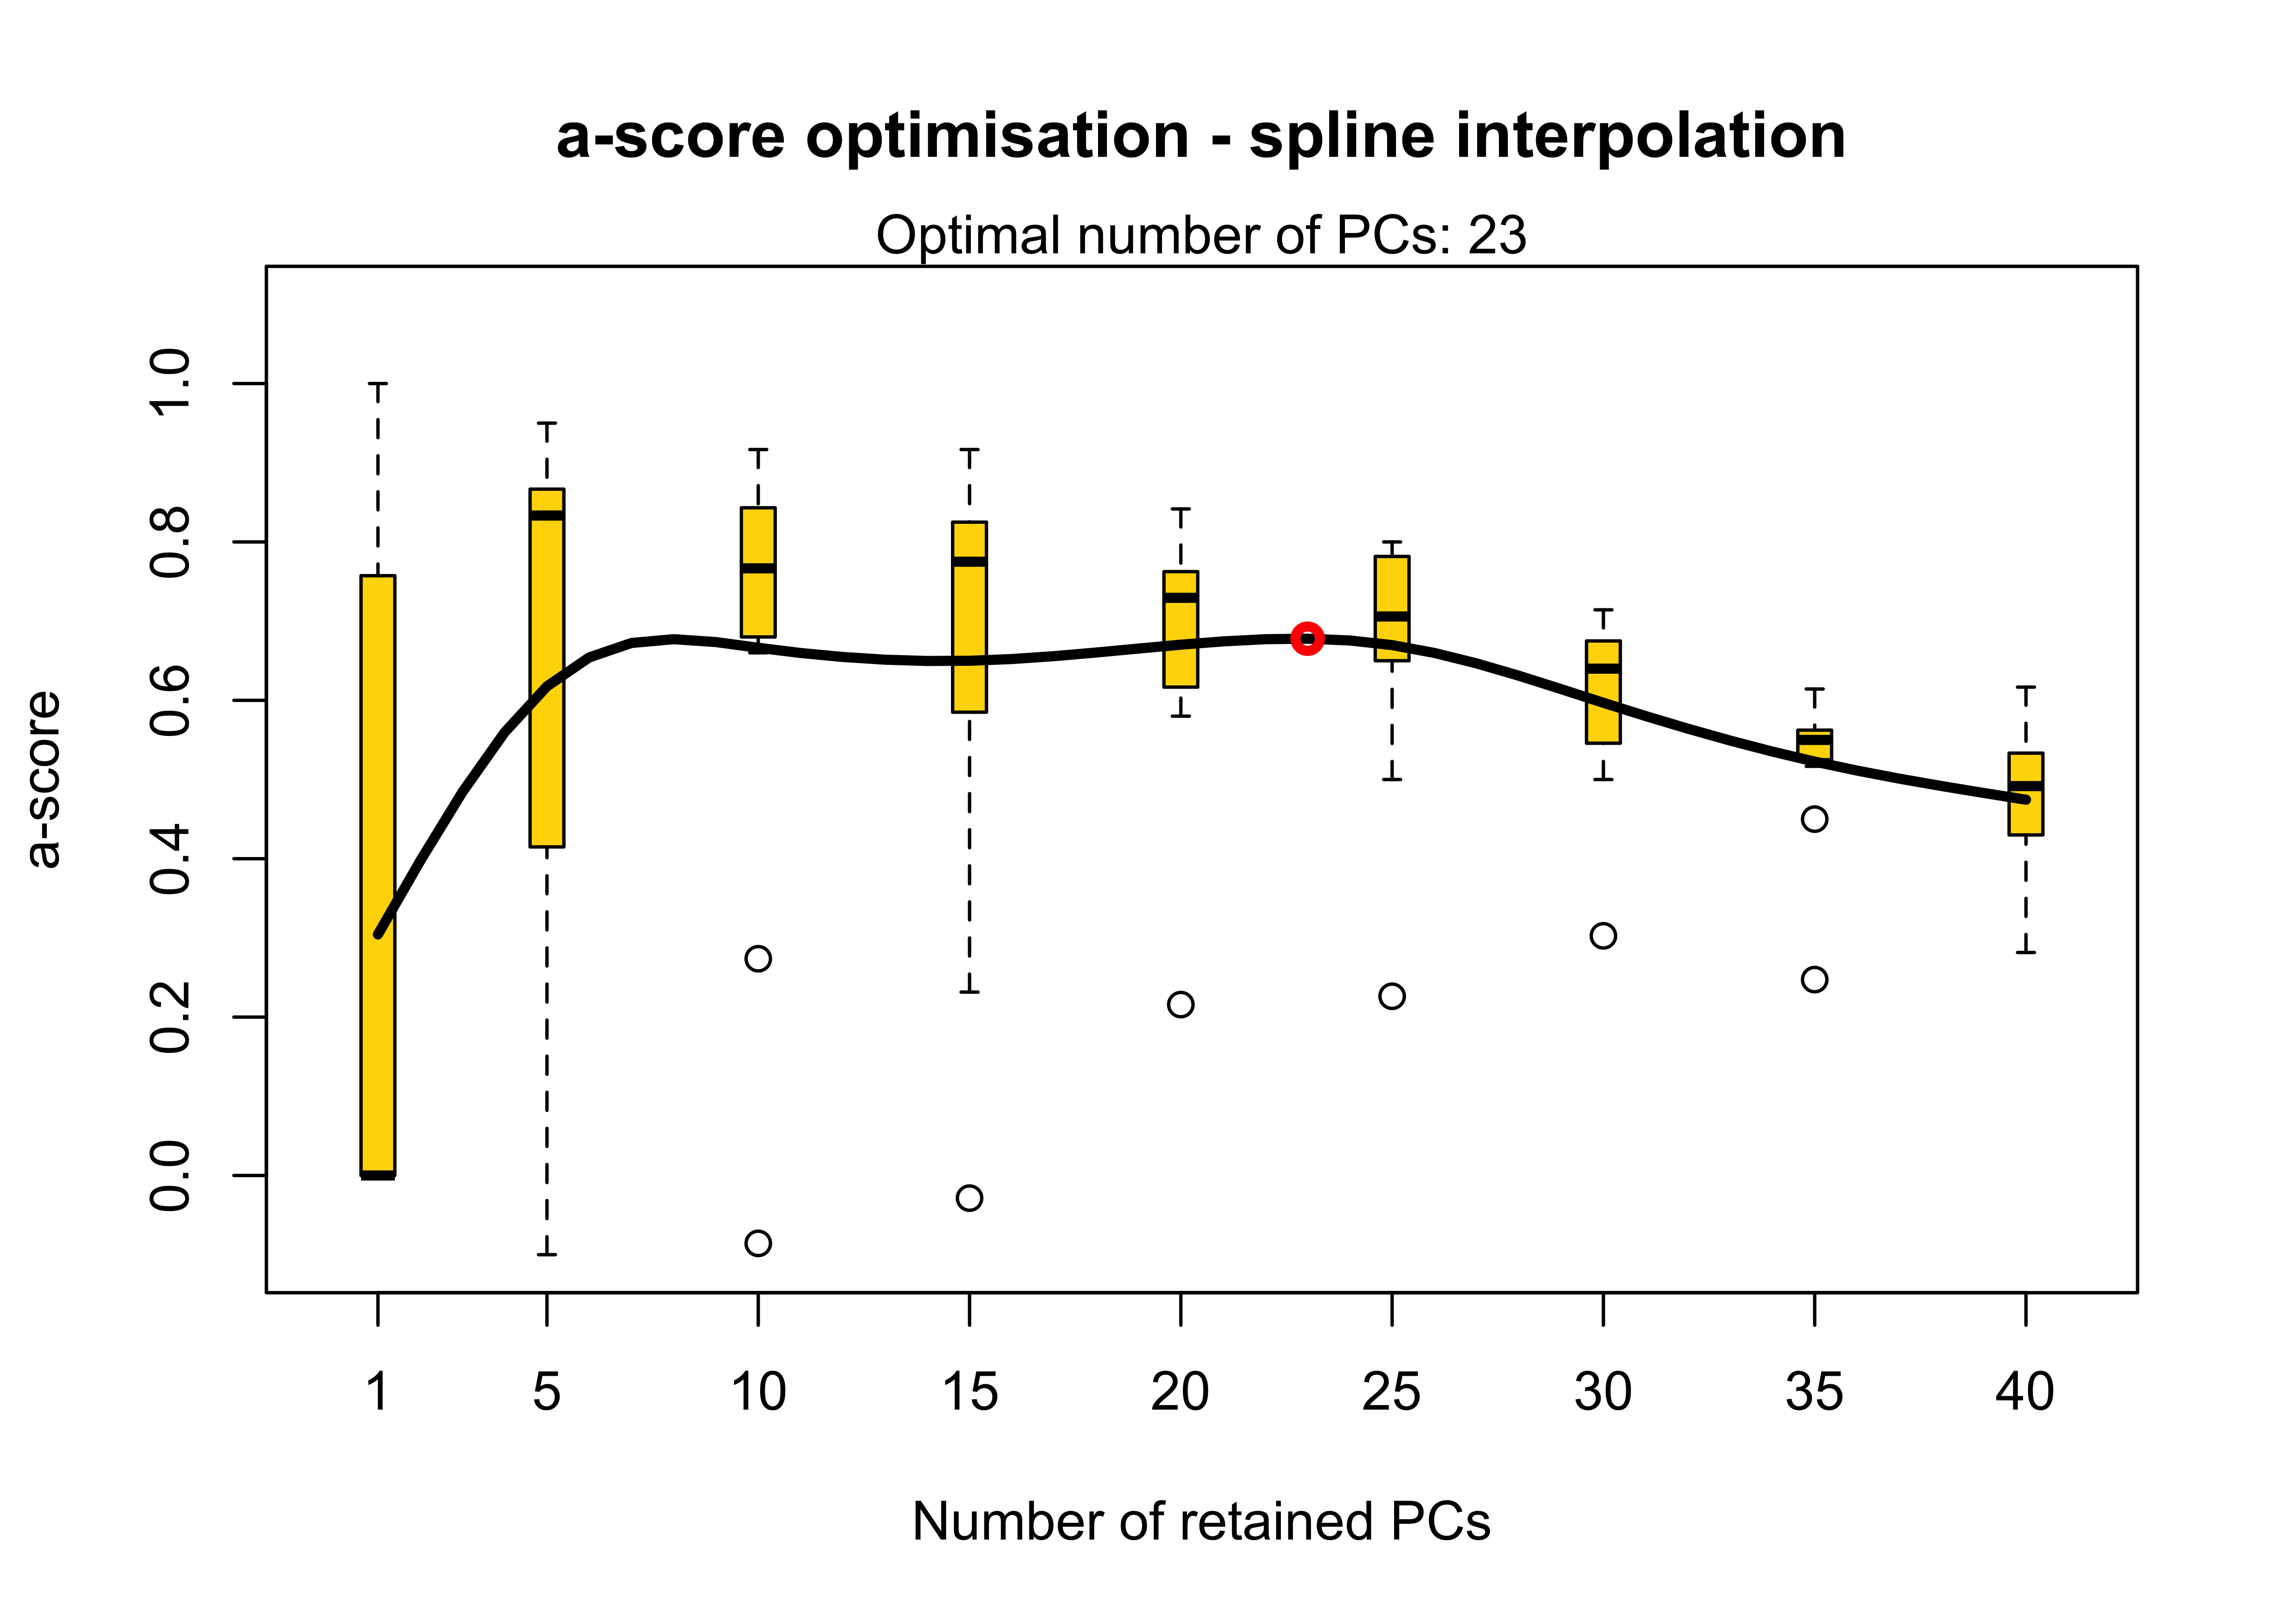 a-score optimisation - spline interpolation
Optimal number of PCs: 23
a-score
1.0
0.8
0.6
0.4
0.2
0.0
1 5 10 15 20 25 30 35 40
Number of retained PCs